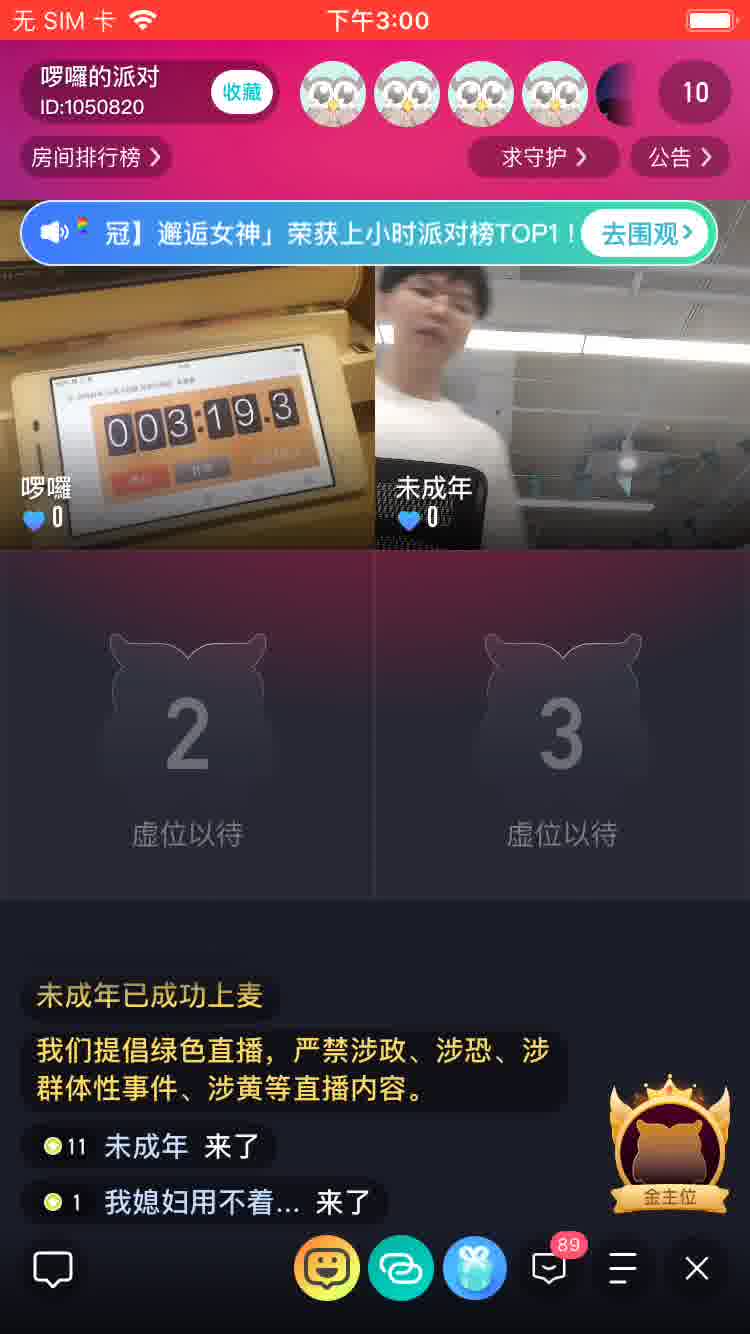 无 SIM 卡
下午3:00
啰囉的派对
ID:1050820
收藏
10
房间排行榜
求守护
公告
冠】邂逅女神」荣获上小时派对榜TOP1！
去围观
003:19.3
啰囉
0
未成年
0
2
虚位以待
3
虚位以待
未成年已成功上麦
我们提倡绿色直播，严禁涉政、涉恐、涉
群体性事件、涉黄等直播内容。
11 未成年 来了
1 我媳妇用不着... 来了
金主位
89